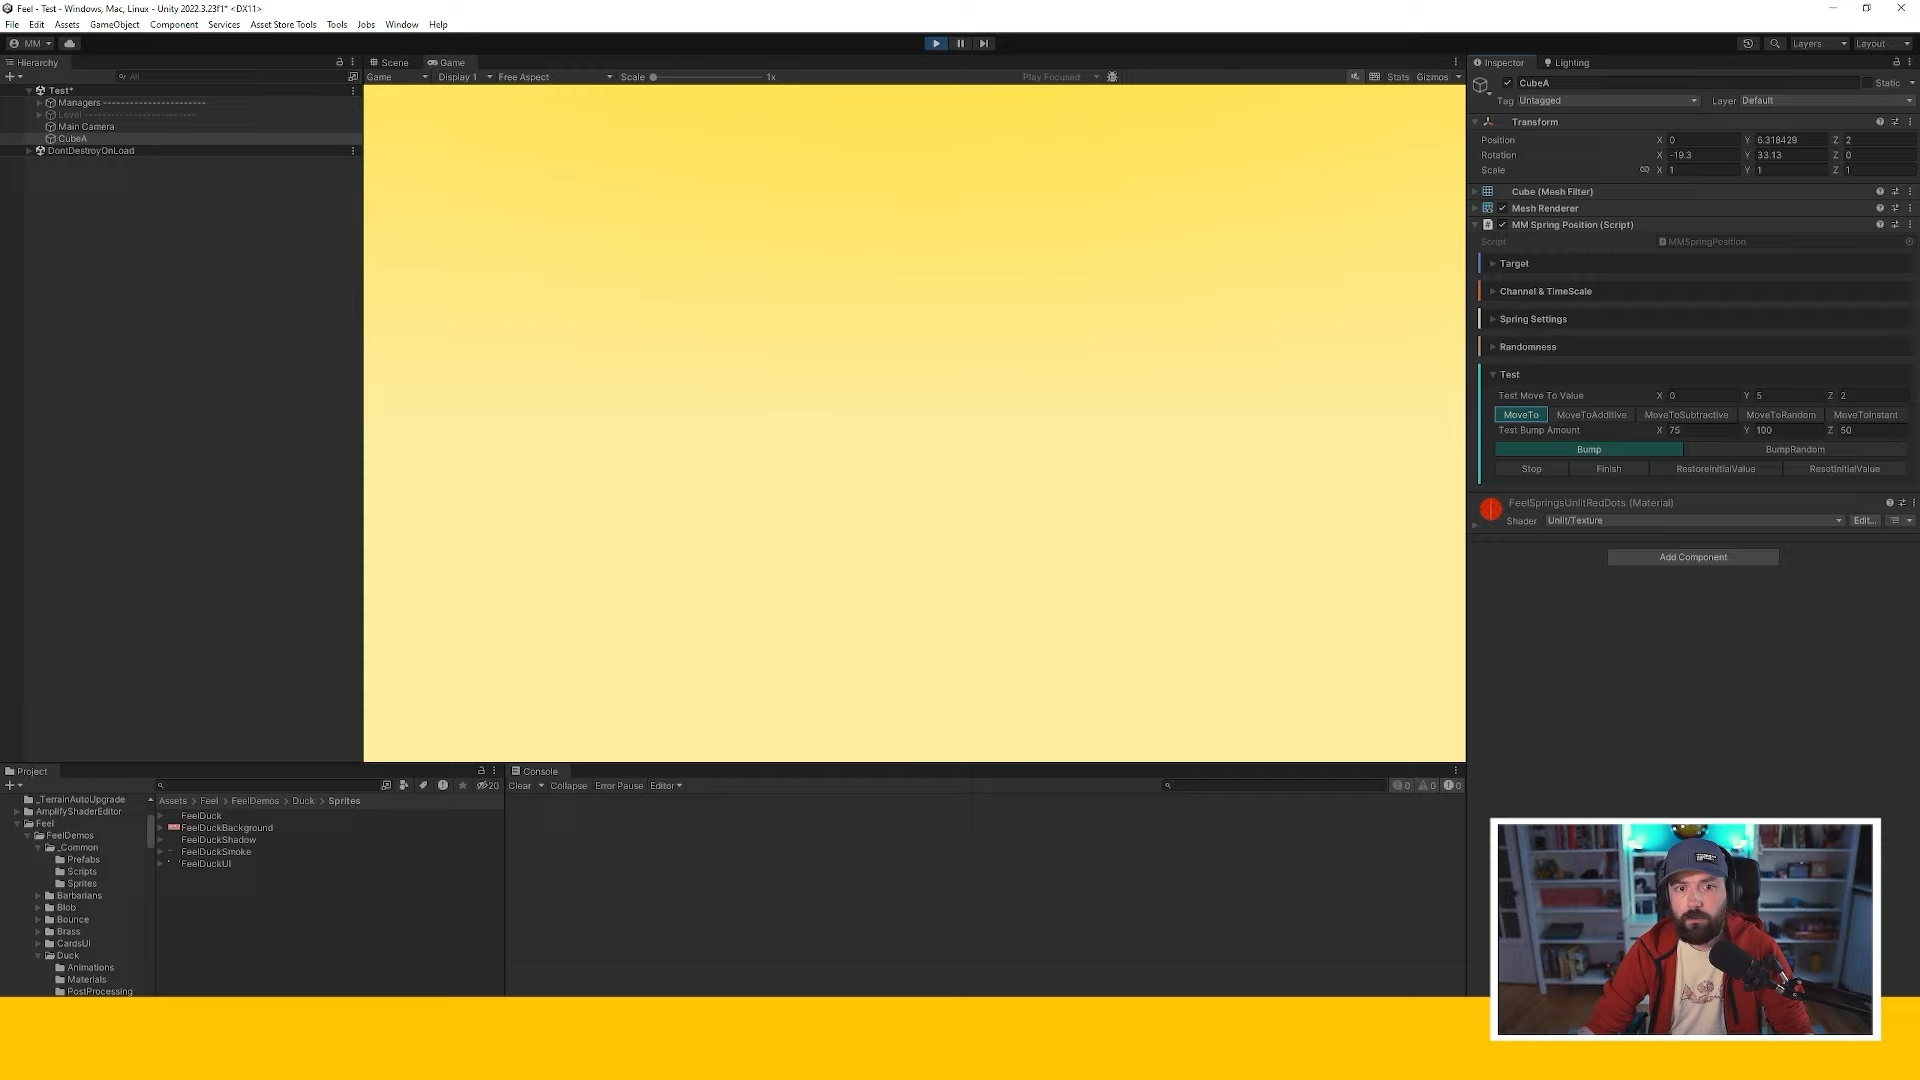 Feel - Test - Windows, Mac, Linux - Unity 2022.3.23f1* <DX11>
File Edit Assets GameObject Component Services Asset Store Tools Tools Jobs Window Help
MM Layers Layout
Hierarchy
All
Test*
Managers ------------------------
Level --------------------------
Main Camera
CubeA
DontDestroyOnLoad
Scene Game
Game Display 1 Free Aspect Scale 1x Play Focused Stats Gizmos
Inspector Lighting
CubeA Static
Tag Untagged Layer Default
Transform
Position X 0 Y 6.318429 Z 2
Rotation X -19.3 Y 33.13 Z 0
Scale X 1 Y 1 Z 1
Cube (Mesh Filter)
Mesh Renderer
MM Spring Position (Script)
Script MMSpringPosition
Target
Channel & TimeScale
Spring Settings
Randomness
Test
Test Move To Value X 0 Y 5 Z 2
MoveTo MoveToAdditive MoveToSubtractive MoveToRandom MoveToInstant
Test Bump Amount X 75 Y 100 Z 50
Bump BumpRandom
Stop Finish RestoreInitialValue ResetInitialValue
FeelSpringsUnlitRedDots (Material)
Shader Unlit/Texture Edit...
Add Component
Project
20
_TerrainAutoUpgrade
AmplifyShaderEditor
Feel
FeelDemos
_Common
Prefabs
Scripts
Sprites
Barbarians
Blob
Bounce
Brass
CardsUI
Duck
Animations
Materials
PostProcessing
Assets > Feel > FeelDemos > Duck > Sprites
FeelDuck
FeelDuckBackground
FeelDuckShadow
FeelDuckSmoke
FeelDuckUI
Console
Clear Collapse Error Pause Editor 0 0 0